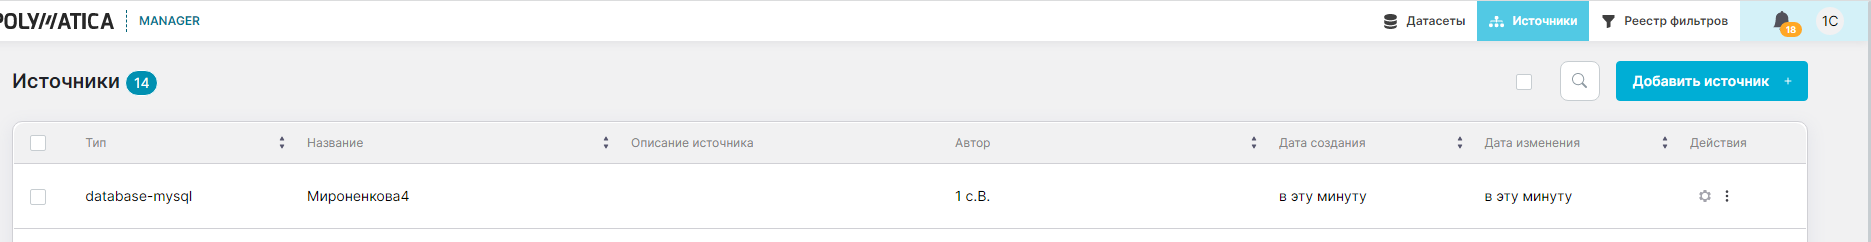 POLYMATICA MANAGER Датасеты Источники Реестр фильтров 18 1С
Источники 14 Добавить источник +
Тип Название Описание источника Автор Дата создания Дата изменения Действия
database-mysql Мироненкова4 1 с.В. в эту минуту в эту минуту